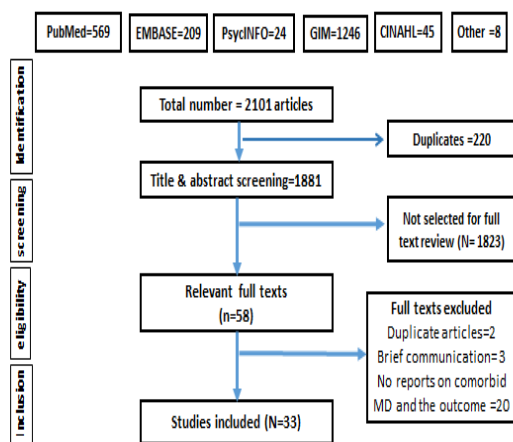 PubMed=569
EMBASE=209
PsycINFO=24
GIM=1246
CINAHL=45
Other =8
Identification
Total number = 2101 articles
Duplicates =220
Title & abstract screening=1881
screening
Not selected for full
text review (N= 1823)
eligibility
Relevant full texts
(n=58)
Full texts excluded
Duplicate articles=2
Brief communication=3
No reports on comorbid
MD and the outcome =20
Inclusion
Studies included (N=33)